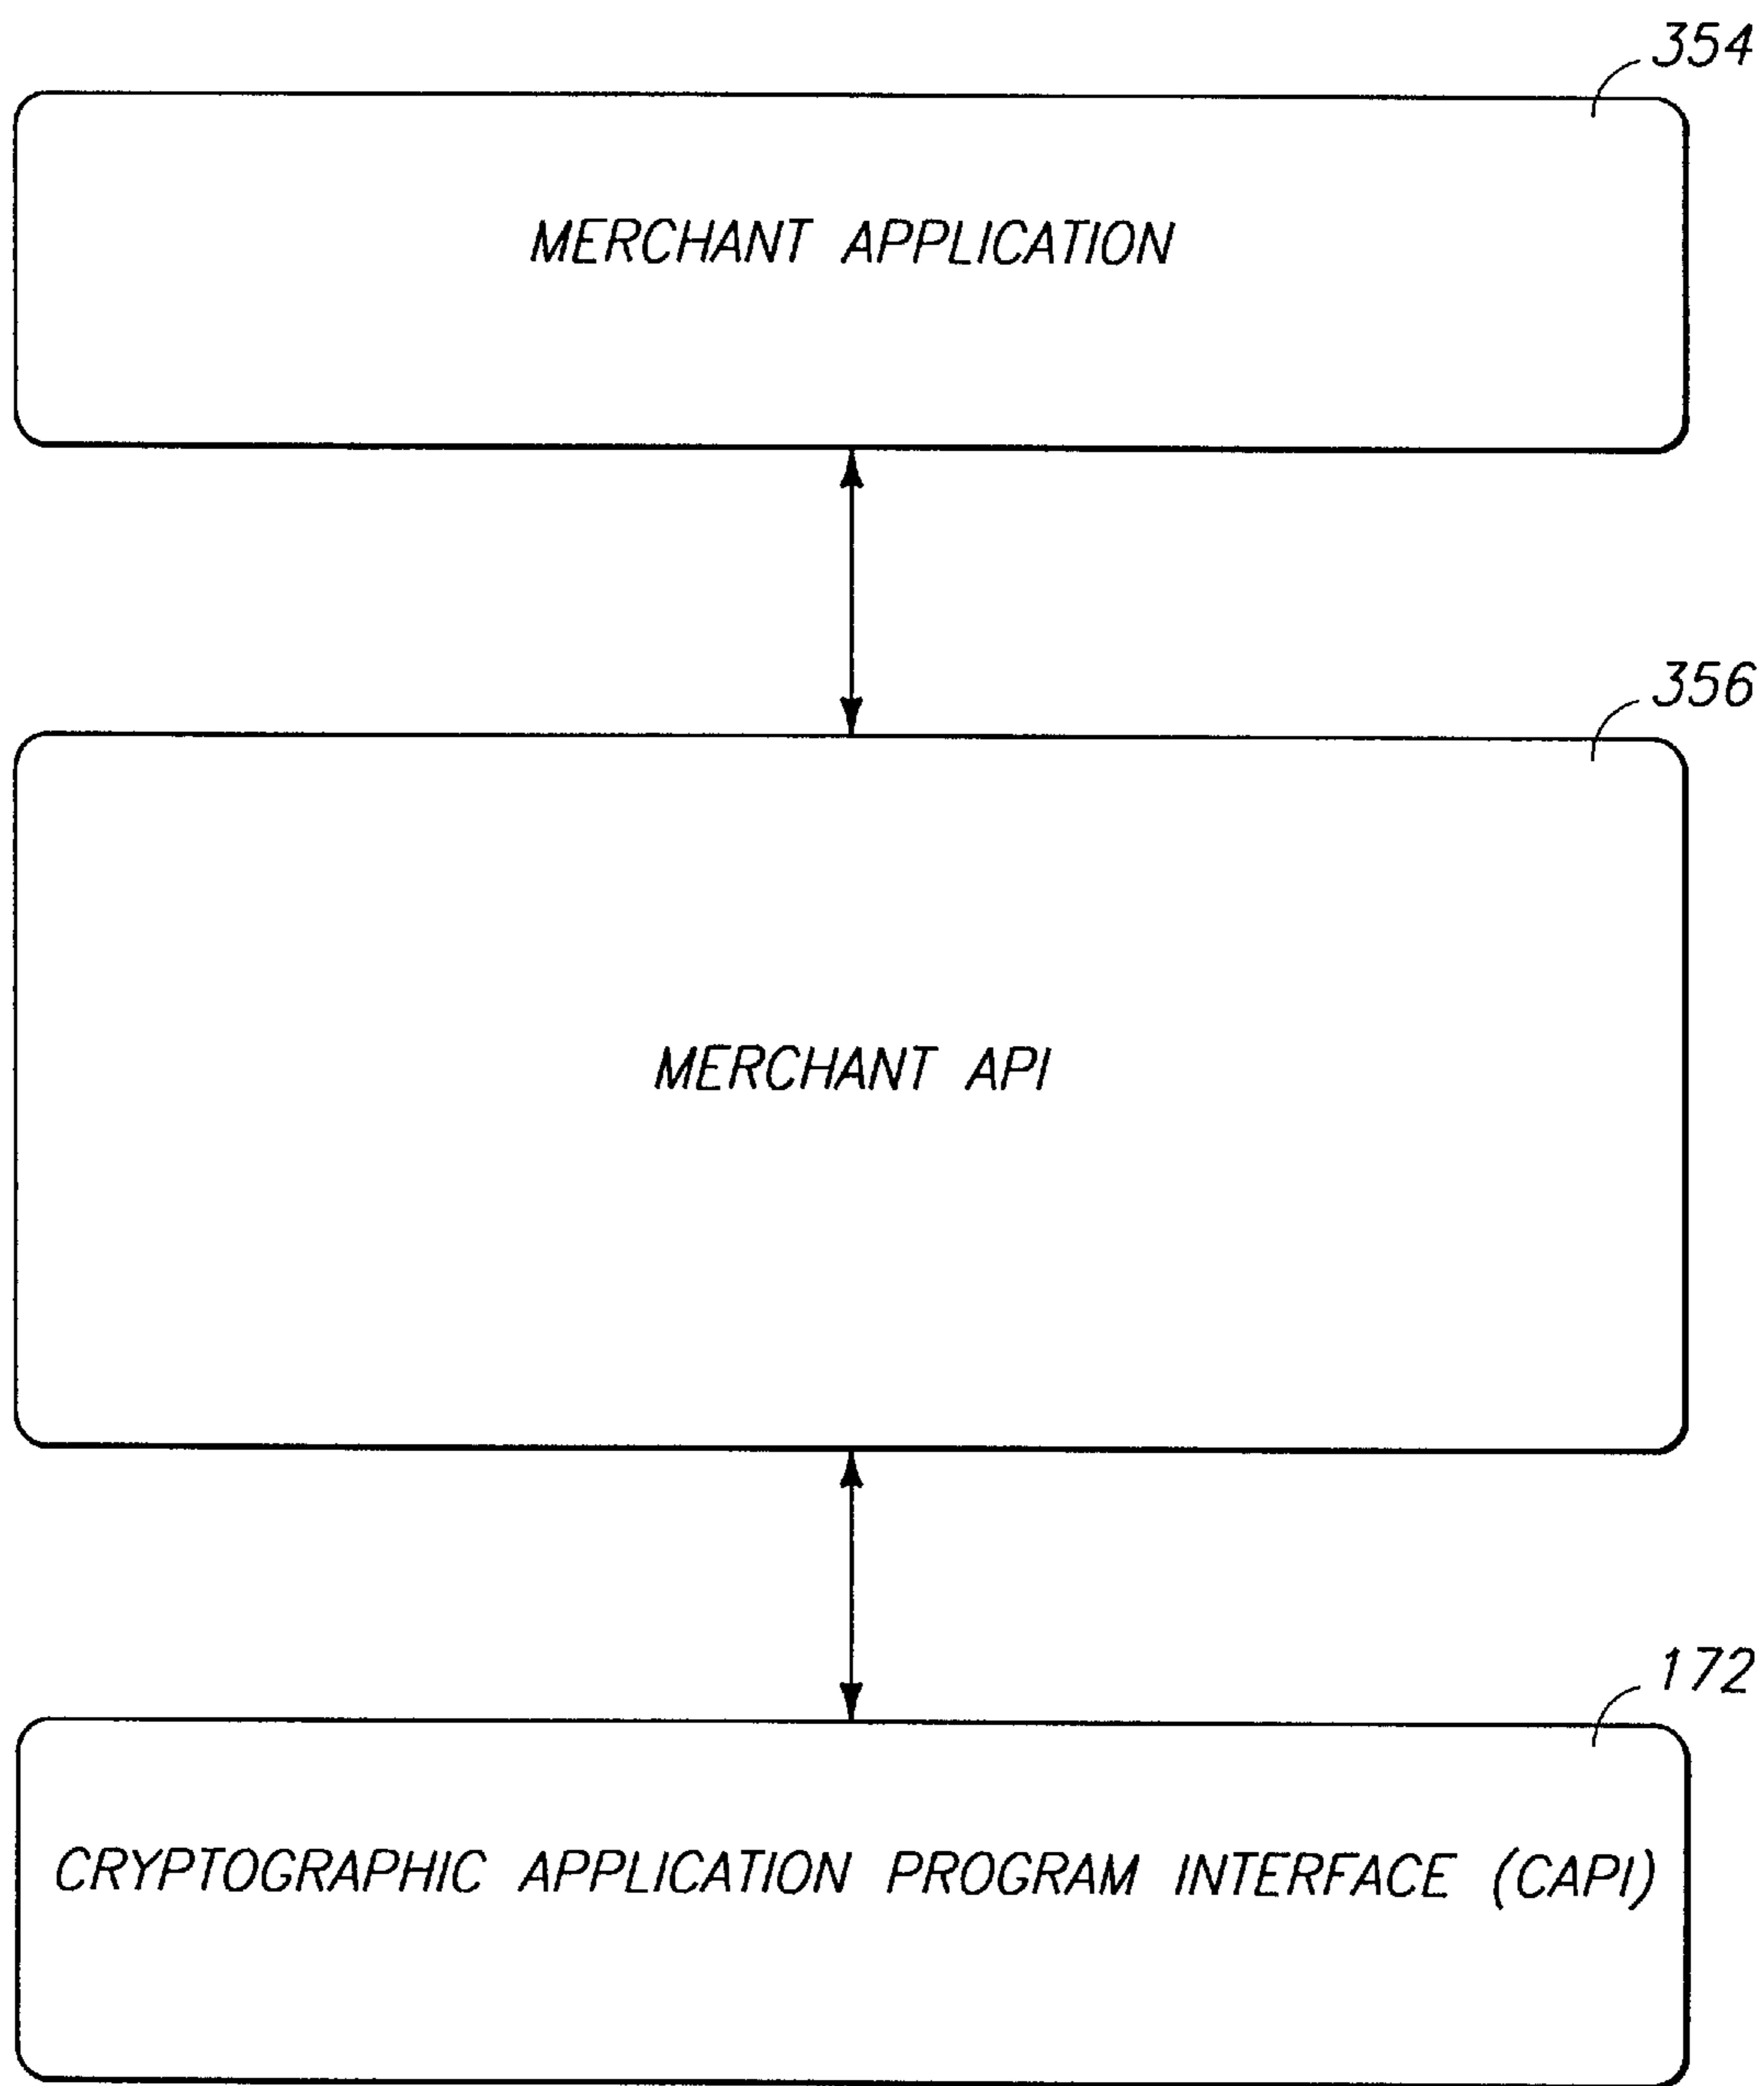 354
MERCHANT APPLICATION
356
MERCHANT API
172
CRYPTOGRAPHIC APPLICATION PROGRAM INTERFACE (CAPI)